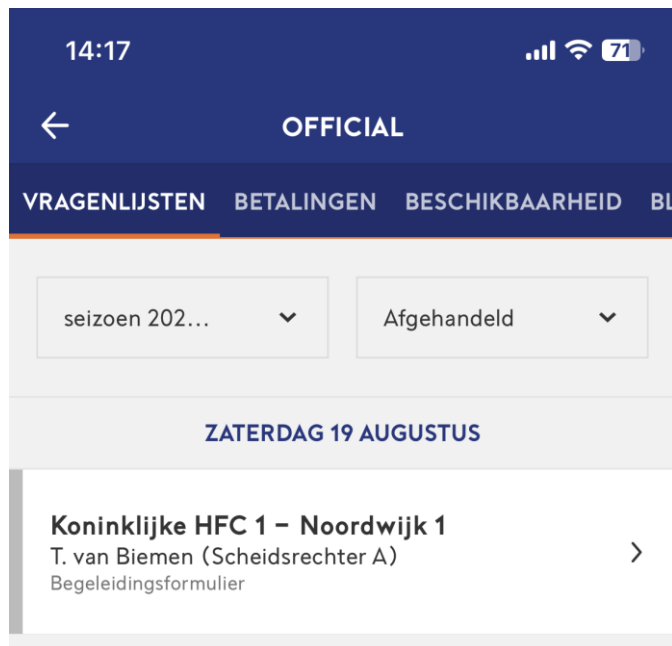 14:17
71
OFFICIAL
VRAGENLIJSTEN BETALINGEN BESCHIKBAARHEID BL
seizoen 202... Afgehandeld
ZATERDAG 19 AUGUSTUS
Koninklijke HFC 1 – Noordwijk 1
T. van Biemen (Scheidsrechter A)
Begeleidingsformulier